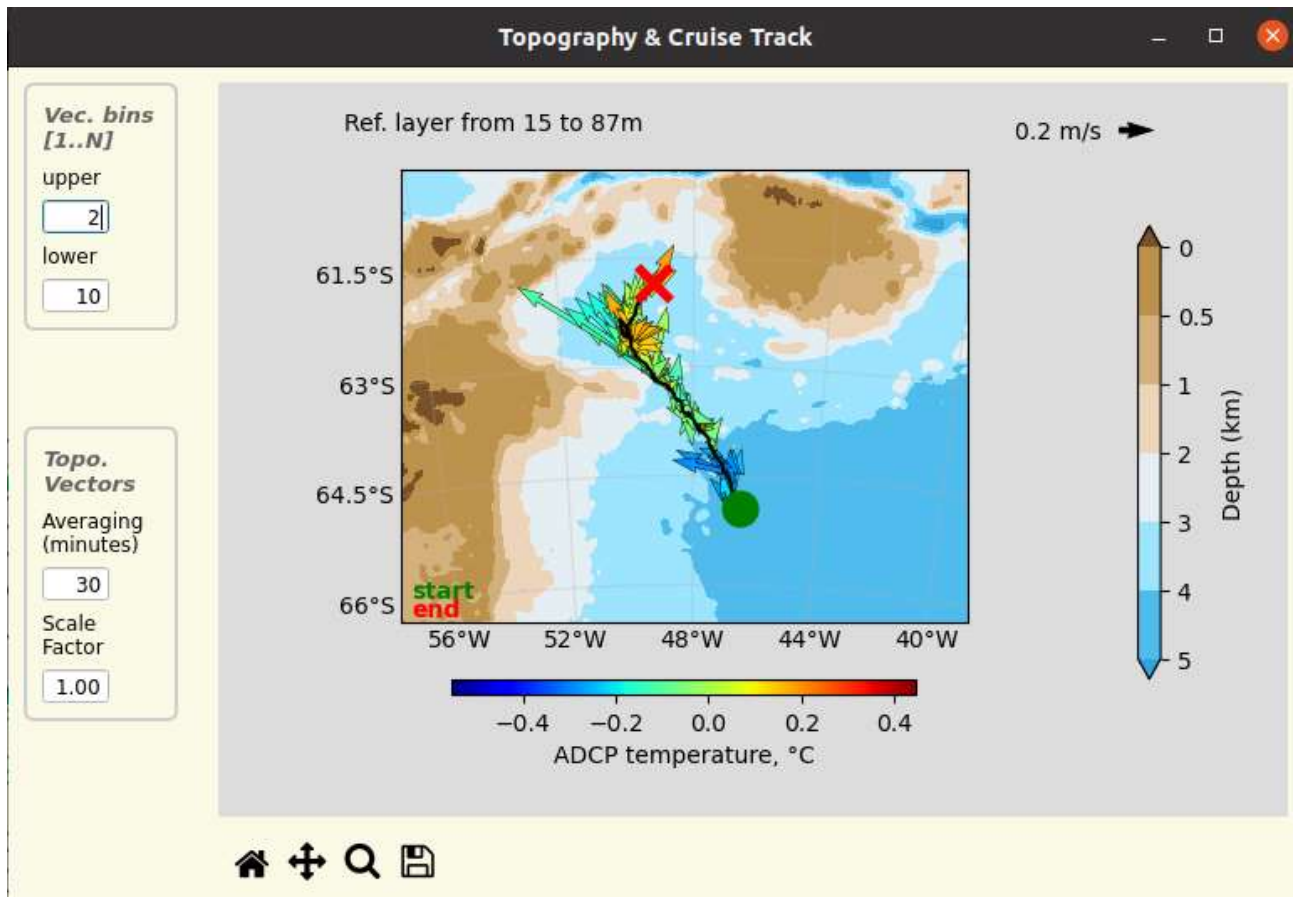 Topography & Cruise Track
Vec. bins
[1..N]
upper
2
lower
10
Topo.
Vectors
Averaging
(minutes)
30
Scale
Factor
1.00
Ref. layer from 15 to 87m
0.2 m/s
61.5°S
63°S
64.5°S
66°S
start
end
56°W 52°W 48°W 44°W 40°W
−0.4 −0.2 0.0 0.2 0.4
ADCP temperature, °C
0
0.5
1
2
3
4
5
Depth (km)